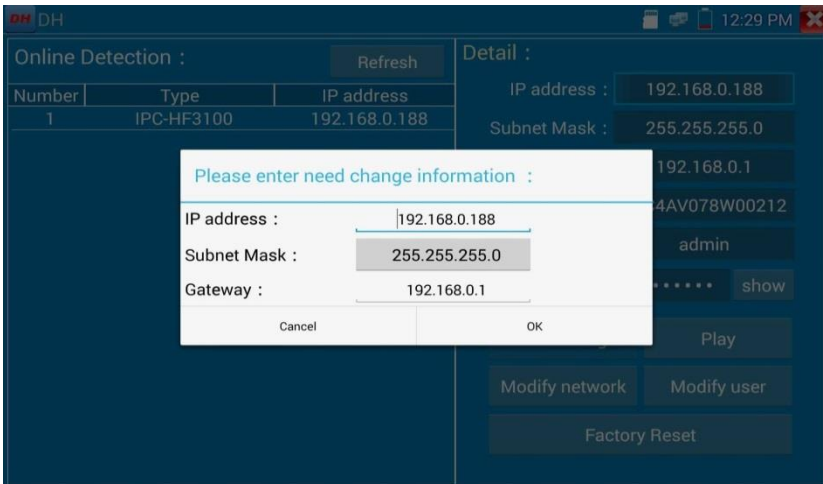 DH DH 12:29 PM
Online Detection : Refresh
Number Type IP address
1 IPC-HF3100 192.168.0.188
Detail :
IP address : 192.168.0.188
Subnet Mask : 255.255.255.0
192.168.0.1
4AV078W00212
admin
•••••• show
Play
Modify network Modify user
Factory Reset
Please enter need change information :
IP address : 192.168.0.188
Subnet Mask : 255.255.255.0
Gateway : 192.168.0.1
Cancel OK